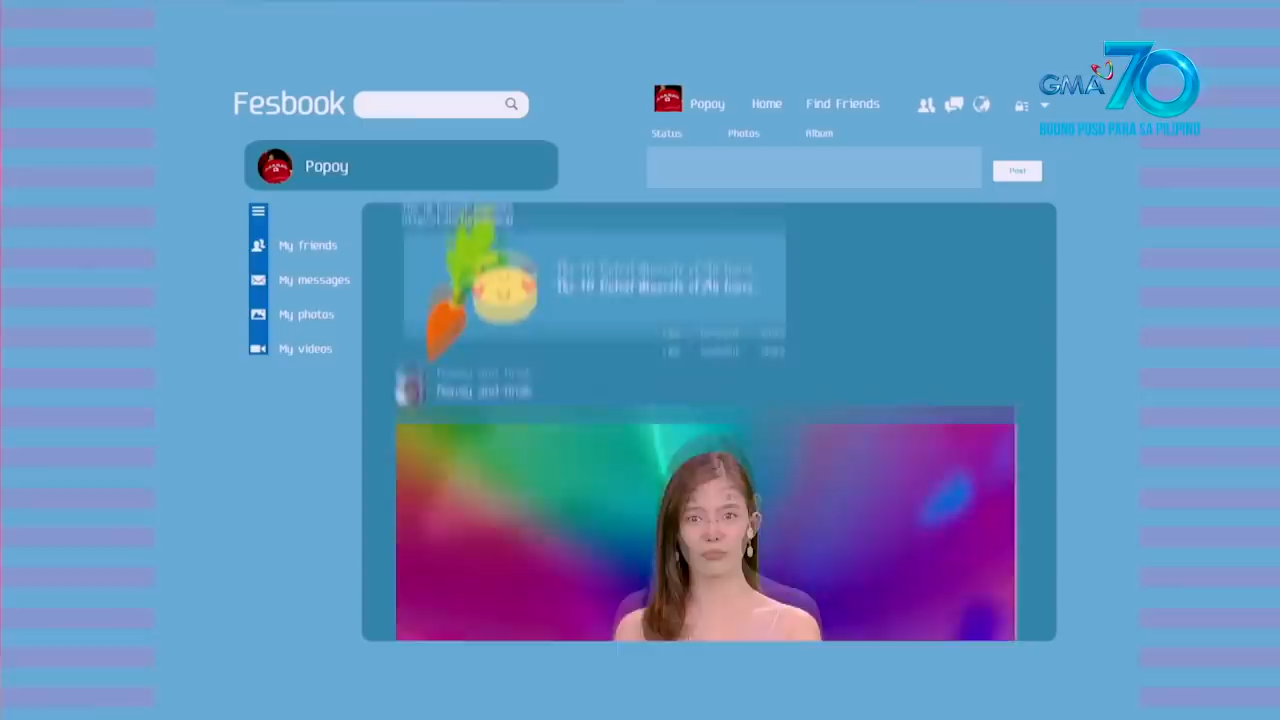 GMA 70
BUONG PUSO PARA SA PILIPINO
Fesbook
Popoy Home Find Friends
Status Photos Album
Popoy
Post
My friends
My messages
My photos
My videos